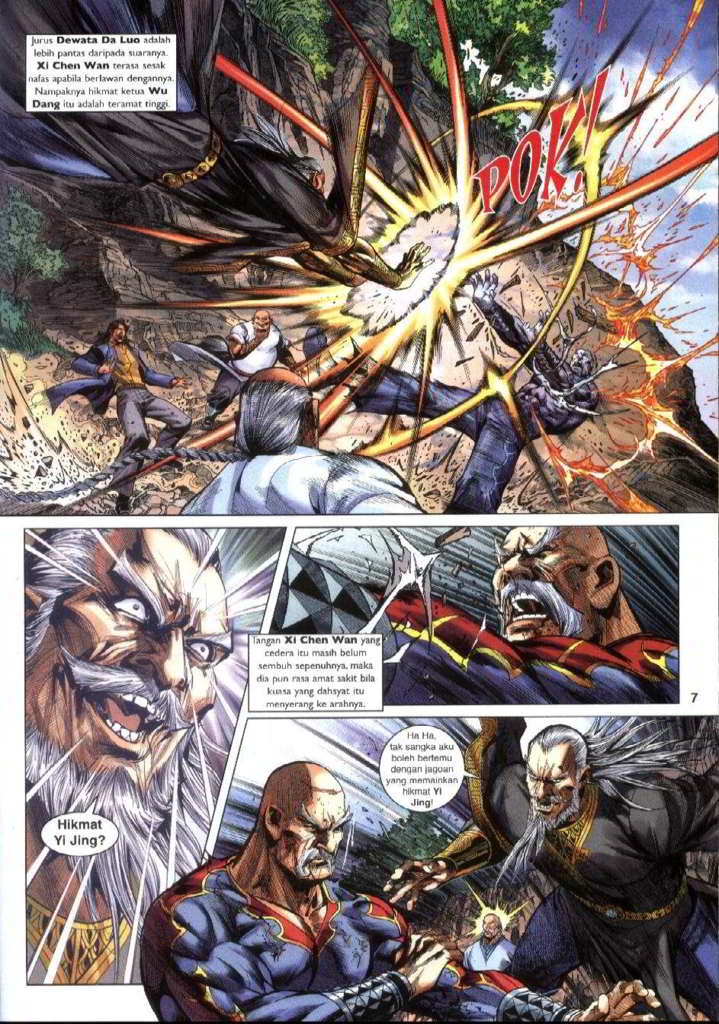 Jurus Dewata Da Luo adalah
lebih pantas daripada suaranya.
Xi Chen Wan terasa sesak
nafas apabila berlawan dengannya.
Nampaknya hikmat ketua Wu
Dang itu adalah teramat tinggi.
POK!
Hikmat
Yi Jing?
Tangan Xi Chen Wan yang
cedera itu masih belum
sembuh sepenuhnya, maka
dia pun rasa amat sakit bila
kuasa yang dahsyat itu
menyerang ke arahnya.
7
Ha Ha,
tak sangka aku
boleh bertemu
dengan jagoan
yang memainkan
hikmat Yi
Jing!